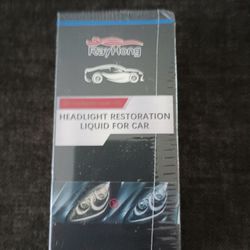 RayHong
HEADLIGHT RESTORATION
LIQUID FOR CAR